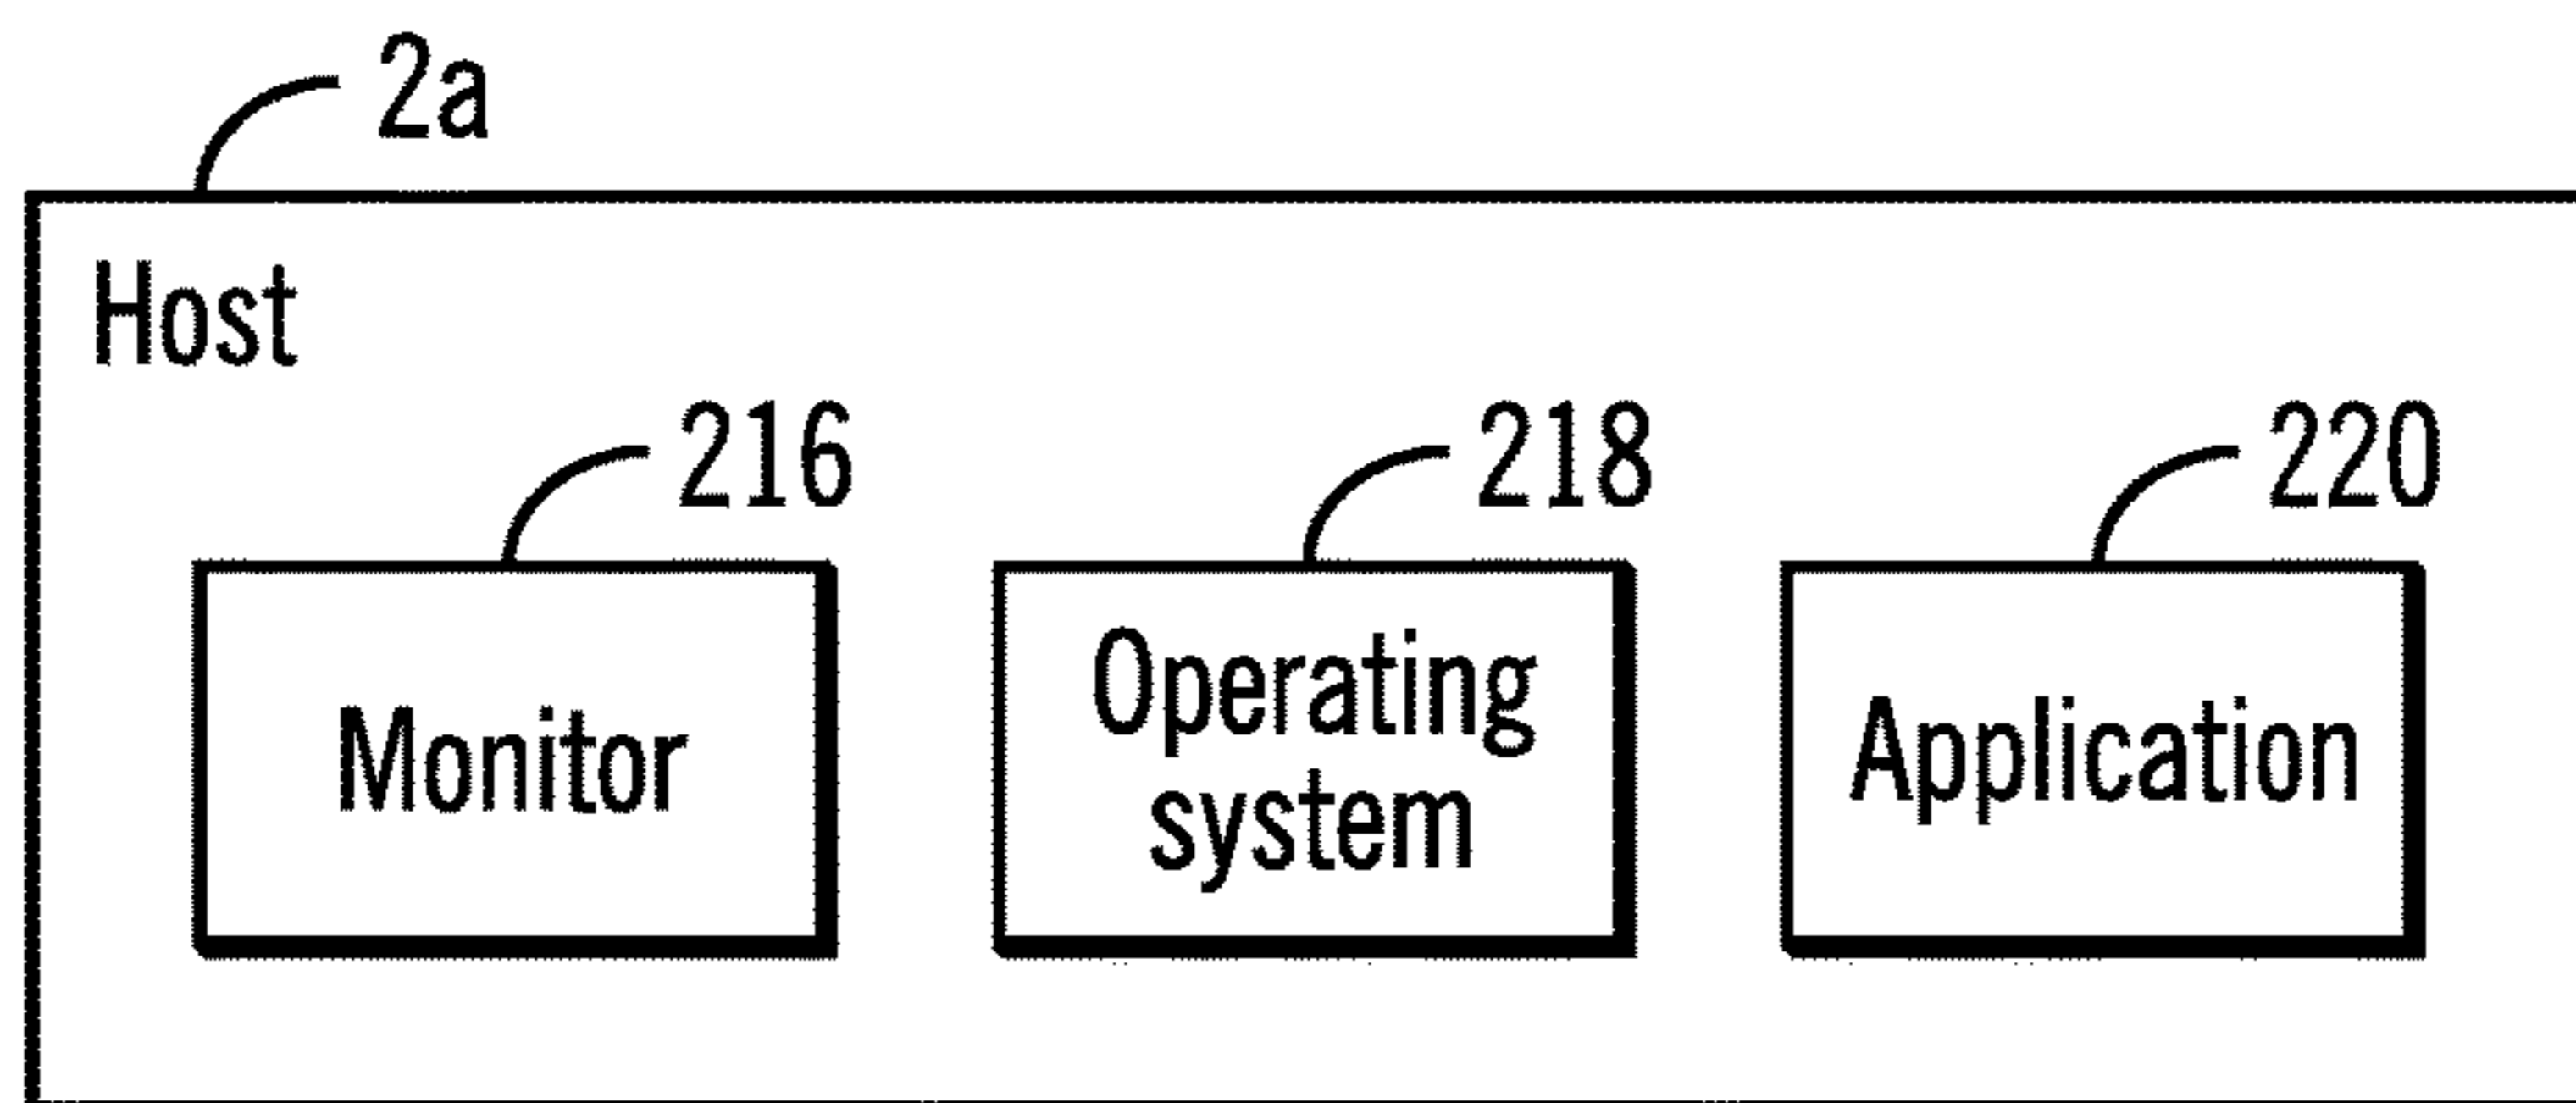 2a
Host
216
218
220
Monitor
Operating
system
Application